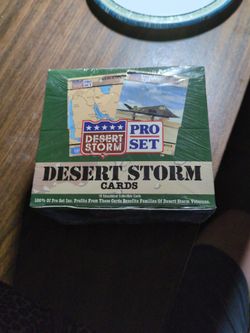 DESERT
STORM
PRO
SET
DESERT STORM
CARDS
100% Of Pro Set Inc. Profits From These Cards Benefits Families Of Desert Storm Veterans.